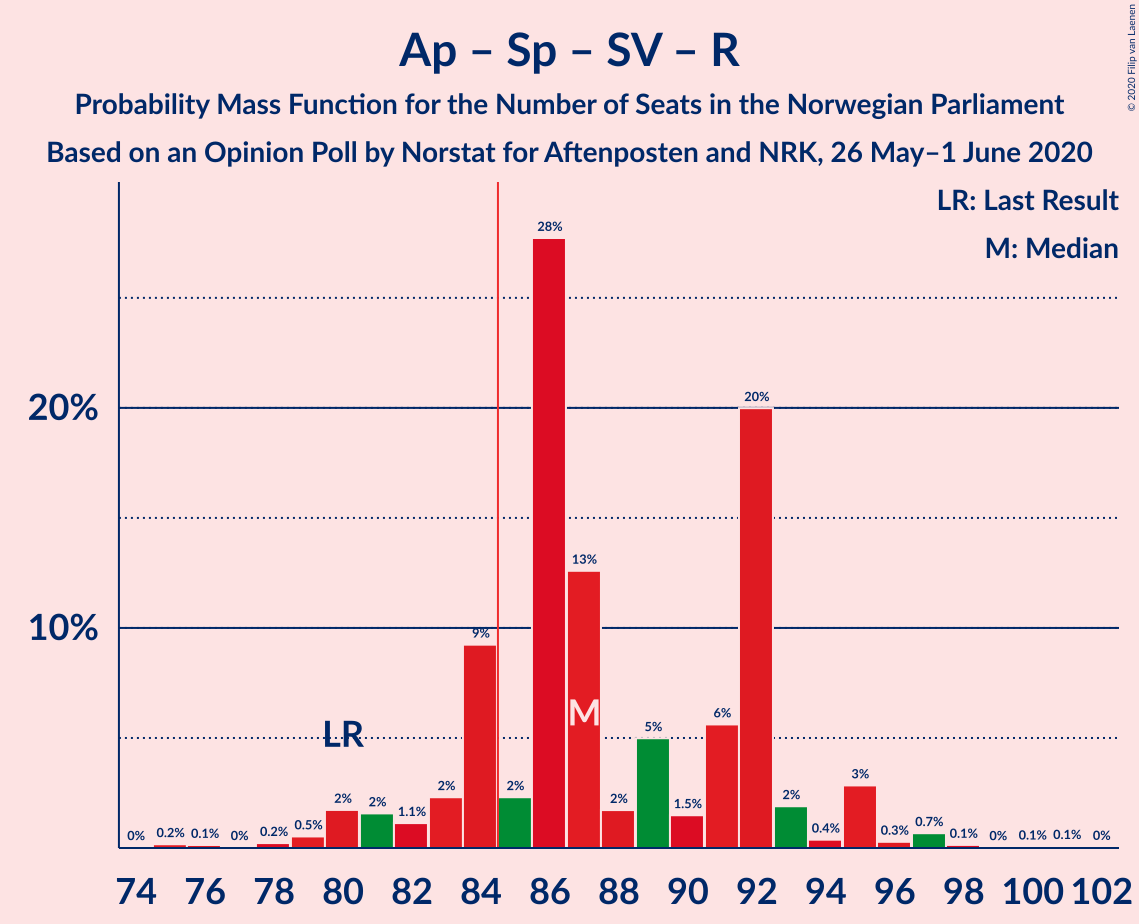 Ap – Sp – SV – R
Probability Mass Function for the Number of Seats in the Norwegian Parliament
Based on an Opinion Poll by Norstat for Aftenposten and NRK, 26 May–1 June 2020
© 2020 Filip van Laenen
LR: Last Result
M: Median
28%
20%
20%
13%
10%
9%
M
6%
LR
5%
3%
0% 0.2% 0.1% 0% 0.2% 0.5% 2% 2% 1.1% 2% 2% 2% 1.5% 2% 0.4% 0.3% 0.7% 0.1% 0% 0.1% 0.1% 0%
74 76 78 80 82 84 86 88 90 92 94 96 98 100 102